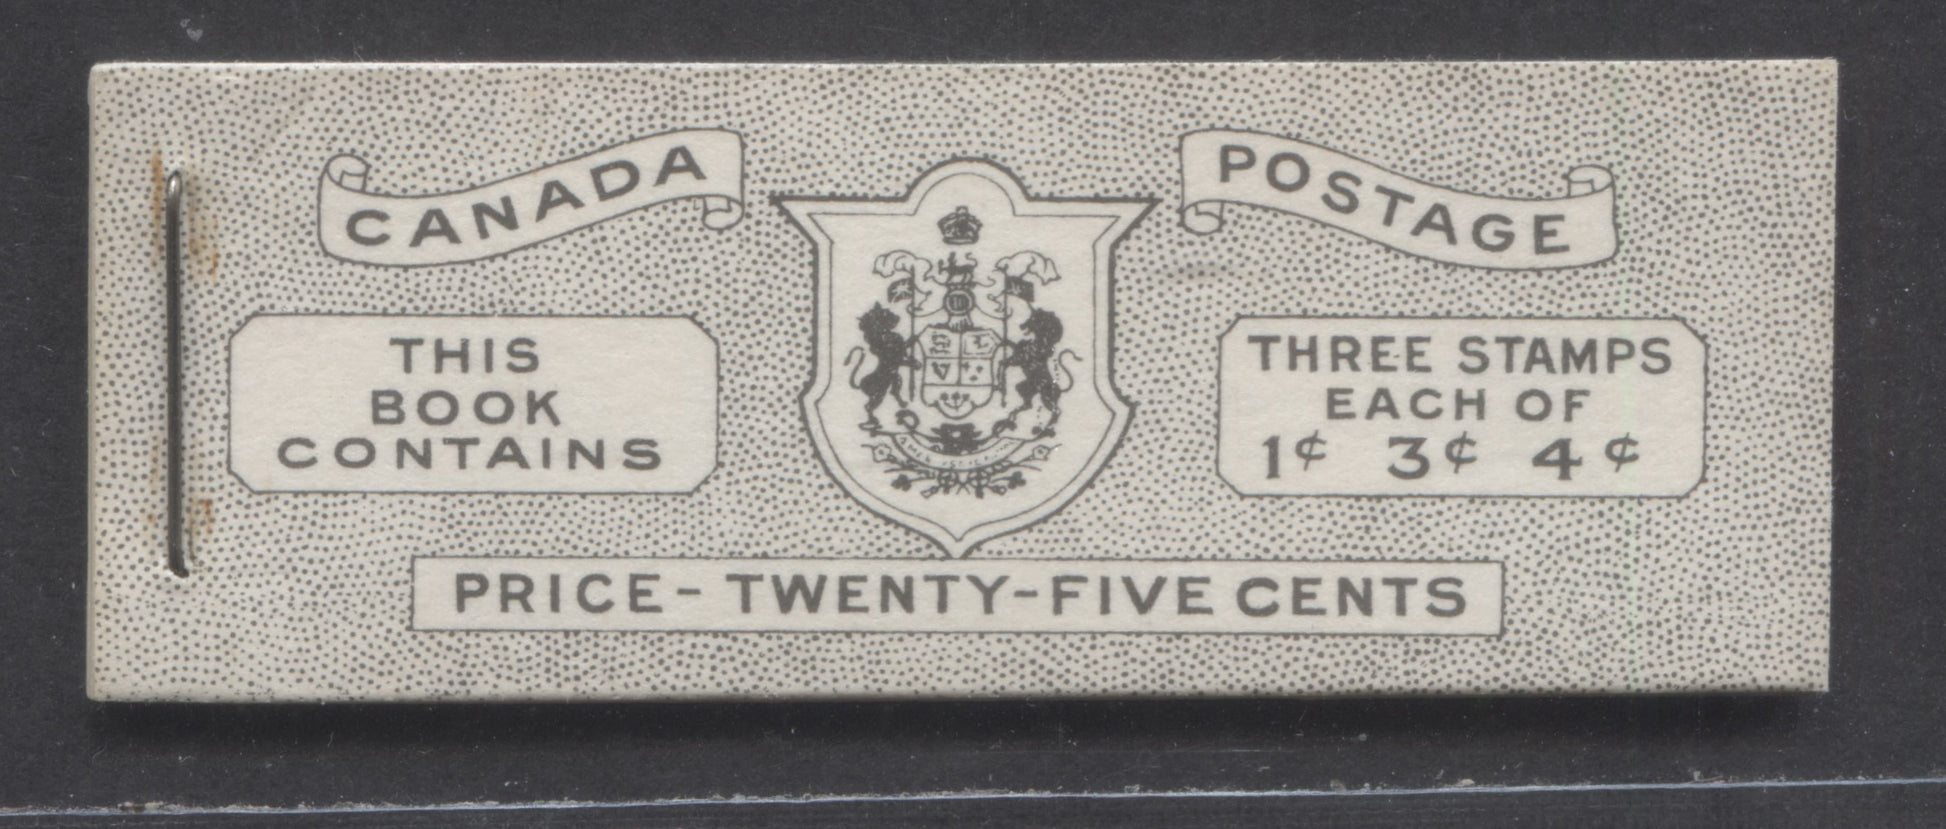 CANADA POSTAGE
THIS
BOOK
CONTAINS
THREE STAMPS
EACH OF
1¢ 3¢ 4¢
PRICE - TWENTY-FIVE CENTS